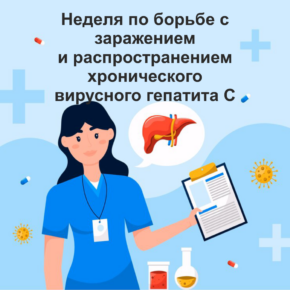 Неделя по борьбе с
заражением
и распространением
хронического
вирусного гепатита С